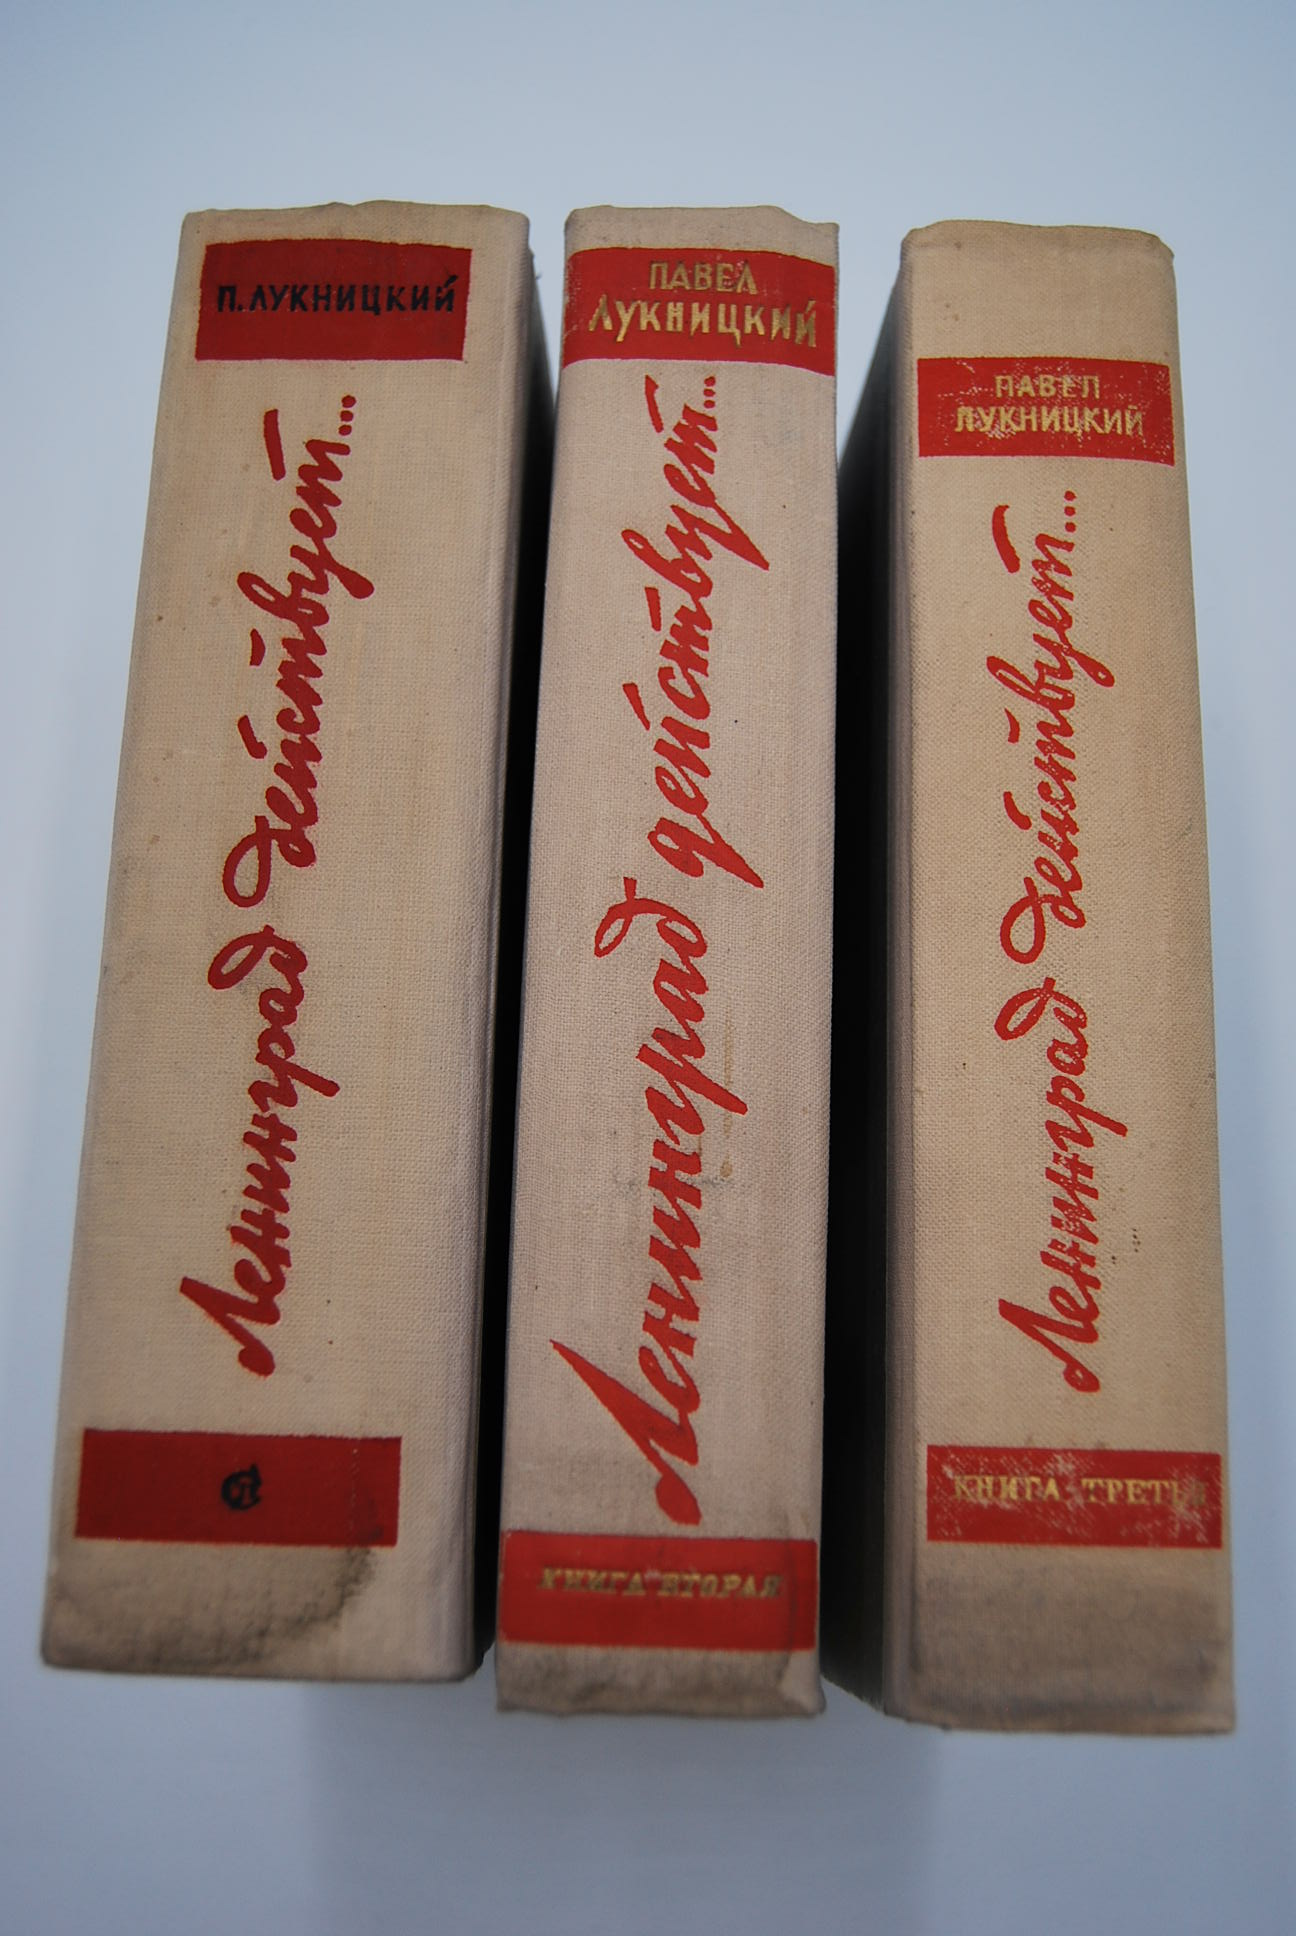 П. ЛУКНИЦКИЙ
Ленинград действует...
ПАВЕЛ
ЛУКНИЦКИЙ
Ленинград действует...
КНИГА ВТОРАЯ
ПАВЕЛ
ЛУКНИЦКИЙ
Ленинград действует...
КНИГА ТРЕТЬЯ